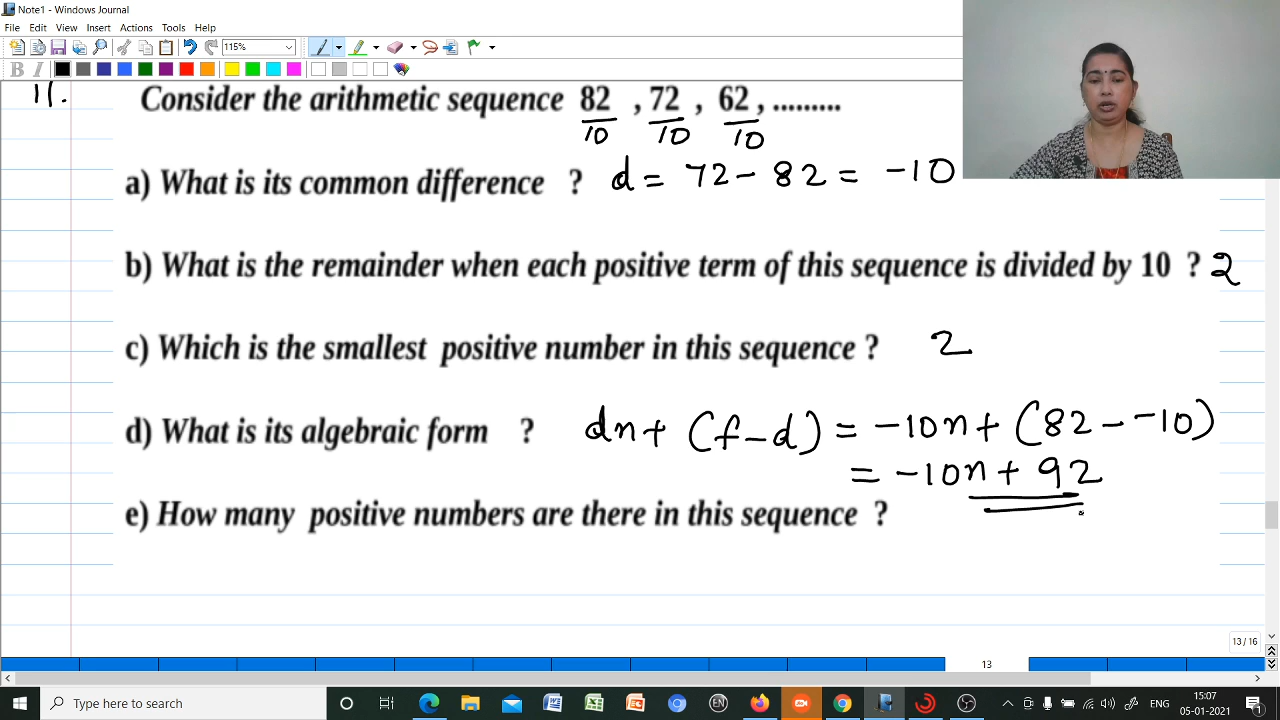 Note1 - Windows Journal
File Edit View Insert Actions Tools Help
115%
B I
11. Consider the arithmetic sequence 82 , 72 , 62 , .........
10 10 10
a) What is its common difference ? d = 72 - 82 = -10
b) What is the remainder when each positive term of this sequence is divided by 10 ? 2
c) Which is the smallest positive number in this sequence ? 2
d) What is its algebraic form ? dn + (f - d) = -10n + (82 - -10)
= -10n + 92
e) How many positive numbers are there in this sequence ?
13 / 16
13
Type here to search
ENG
15:07
05-01-2021